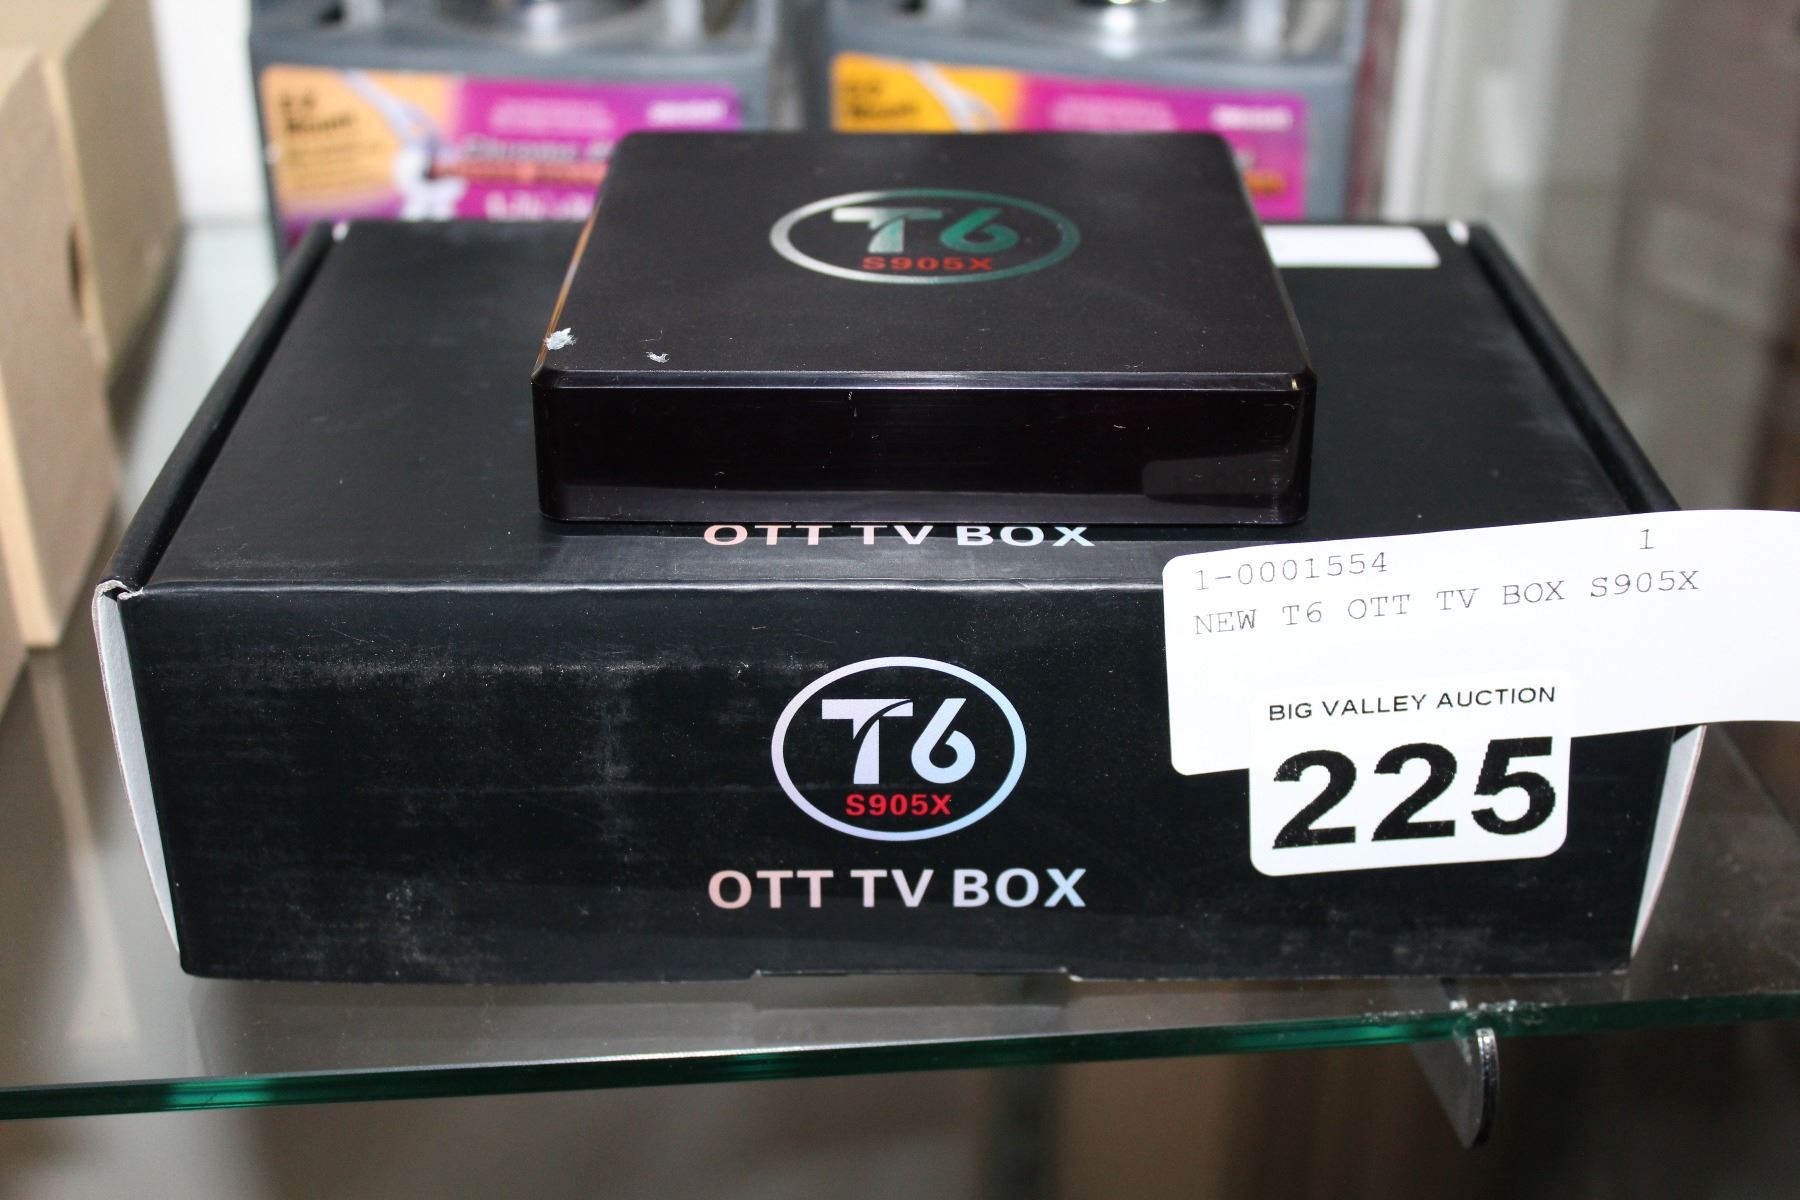 T6
S905X
OTT TV BOX
1-0001554 1
NEW T6 OTT TV BOX S905X
BIG VALLEY AUCTION
225
T6
S905X
OTT TV BOX